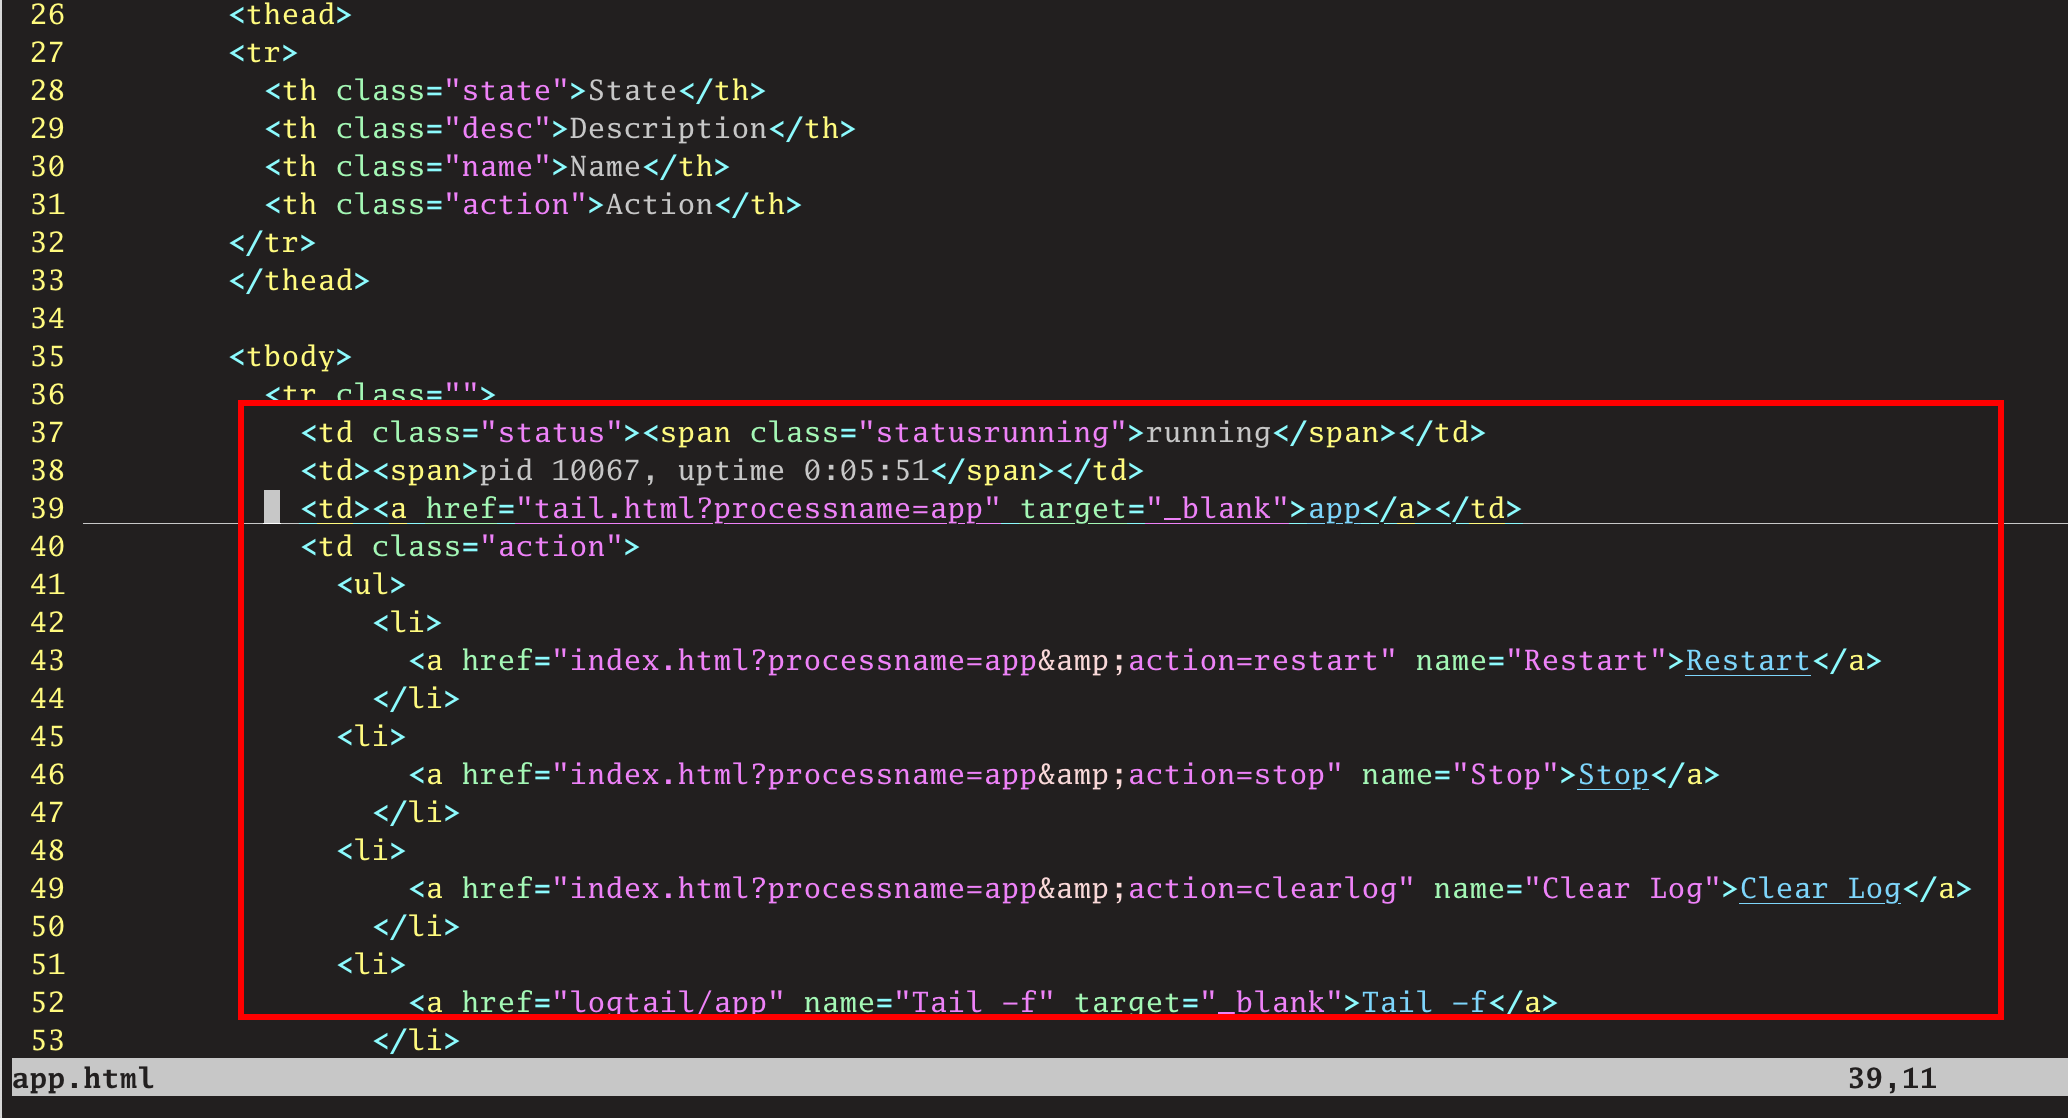 26         <thead>
27         <tr>
28           <th class="state">State</th>
29           <th class="desc">Description</th>
30           <th class="name">Name</th>
31           <th class="action">Action</th>
32         </tr>
33         </thead>
34
35         <tbody>
36           <tr class="">
37             <td class="status"><span class="statusrunning">running</span></td>
38             <td><span>pid 10067, uptime 0:05:51</span></td>
39             <td><a href="tail.html?processname=app" target="_blank">app</a></td>
40             <td class="action">
41               <ul>
42                 <li>
43                   <a href="index.html?processname=app&amp;action=restart" name="Restart">Restart</a>
44                 </li>
45               <li>
46                   <a href="index.html?processname=app&amp;action=stop" name="Stop">Stop</a>
47                 </li>
48               <li>
49                   <a href="index.html?processname=app&amp;action=clearlog" name="Clear Log">Clear Log</a>
50                 </li>
51               <li>
52                   <a href="logtail/app" name="Tail -f" target="_blank">Tail -f</a>
53                 </li>
app.html 39,11